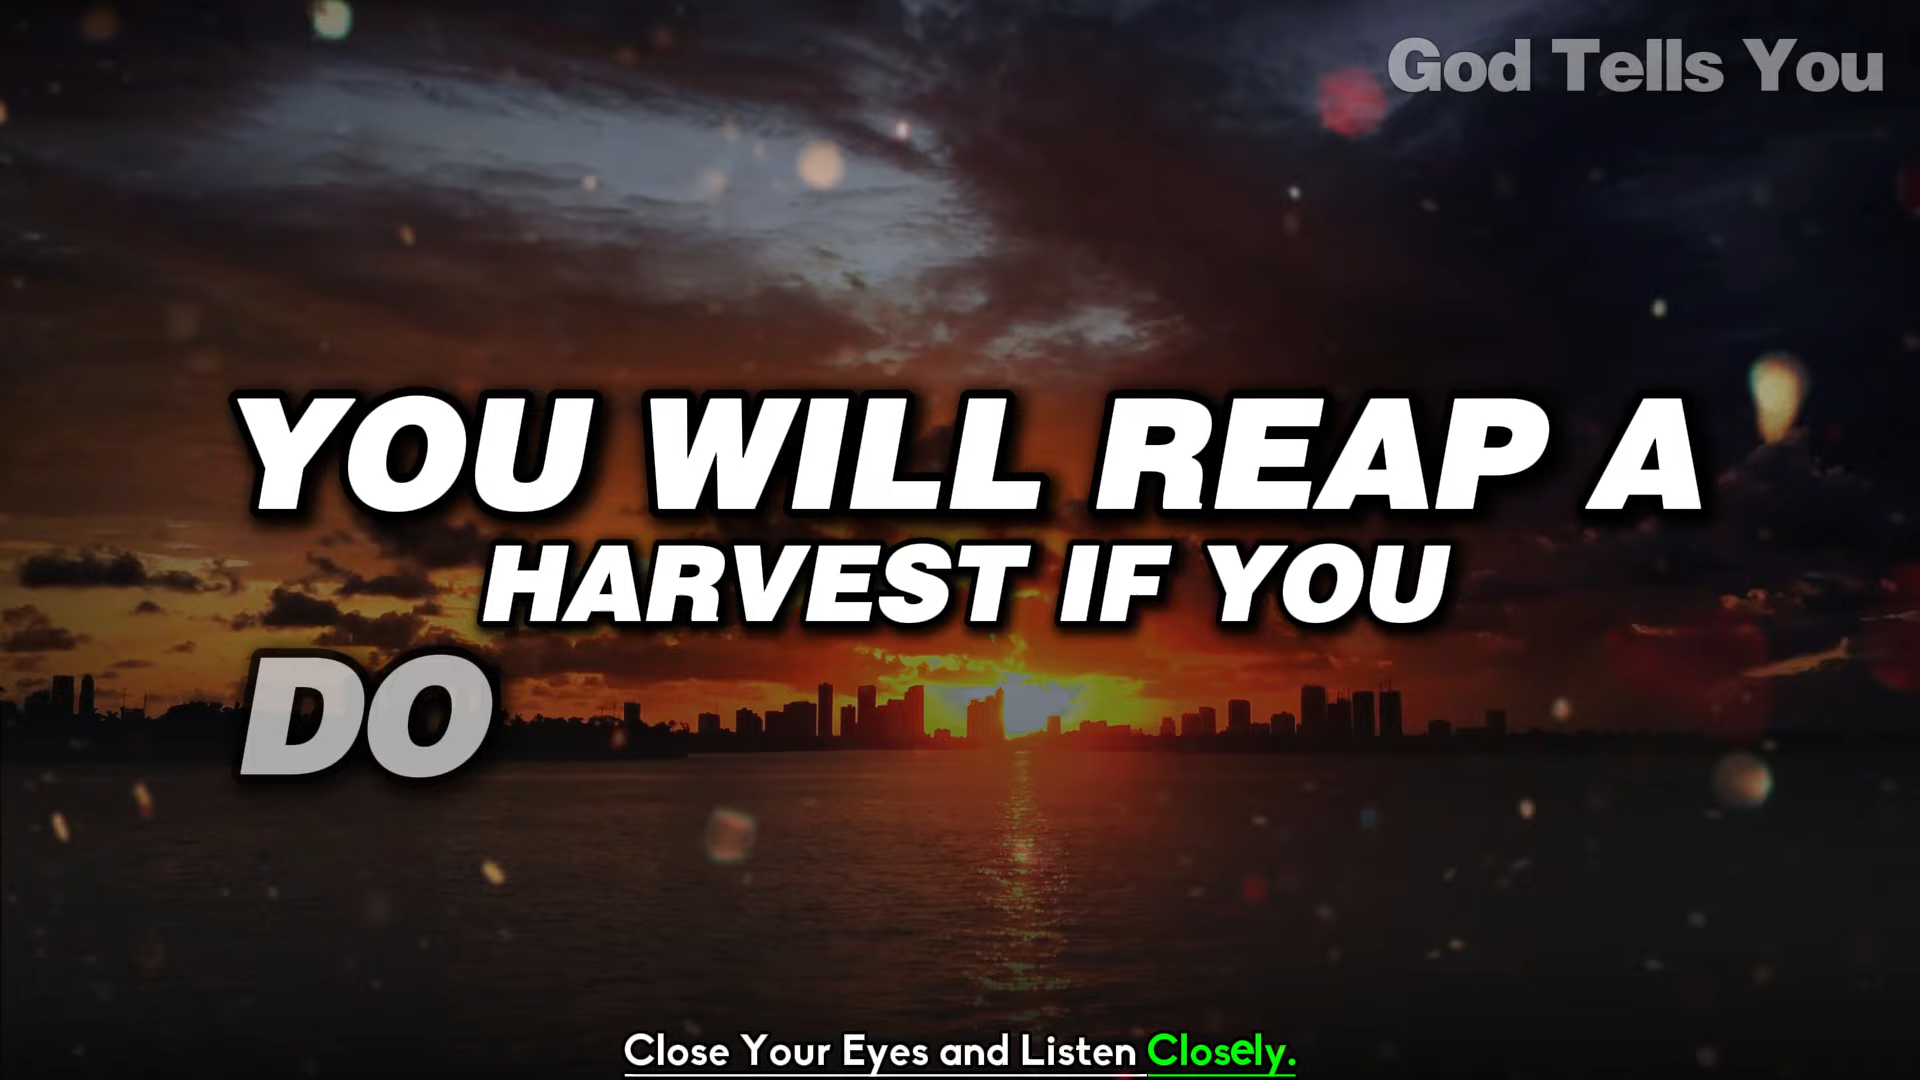 God Tells You
YOU WILL REAP A
HARVEST IF YOU
DO
Close Your Eyes and Listen Closely.